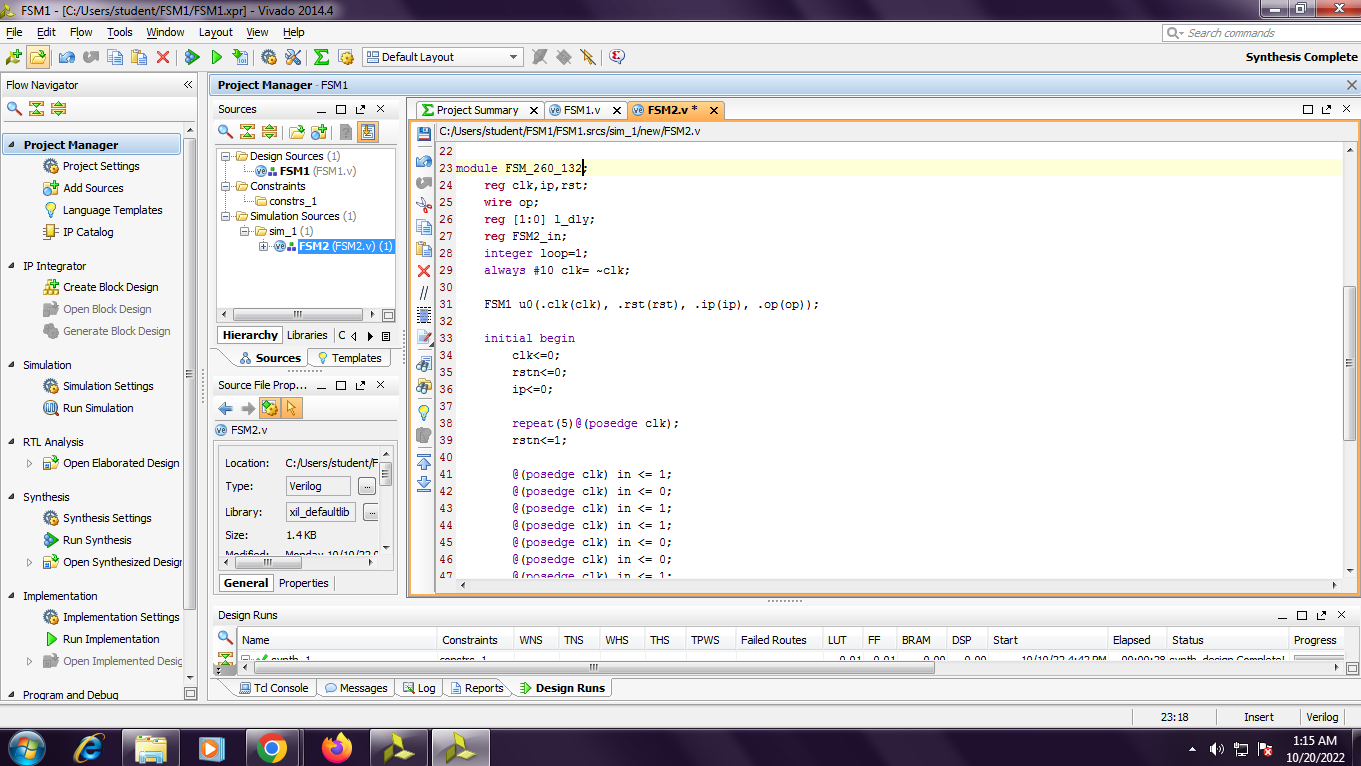 FSM1 - [C:/Users/student/FSM1/FSM1.xpr] - Vivado 2014.4
File Edit Flow Tools Window Layout View Help
Search commands
Default Layout
Synthesis Complete
Flow Navigator
Project Manager
Project Settings
Add Sources
Language Templates
IP Catalog
IP Integrator
Create Block Design
Open Block Design
Generate Block Design
Simulation
Simulation Settings
Run Simulation
RTL Analysis
Open Elaborated Design
Synthesis
Synthesis Settings
Run Synthesis
Open Synthesized Design
Implementation
Implementation Settings
Run Implementation
Open Implemented Desig
Program and Debug
Project Manager - FSM1
Sources
Design Sources (1)
FSM1 (FSM1.v)
Constraints
constrs_1
Simulation Sources (1)
sim_1 (1)
FSM2 (FSM2.v) (1)
Hierarchy Libraries C
Sources Templates
Source File Prop...
FSM2.v
Location: C:/Users/student/F
Type: Verilog
Library: xil_defaultlib
Size: 1.4 KB
Modified: Monday 10/10/22
General Properties
Project Summary FSM1.v FSM2.v *
C:/Users/student/FSM1/FSM1.srcs/sim_1/new/FSM2.v
22
23 module FSM_260_132;
24 reg clk,ip,rst;
25 wire op;
26 reg [1:0] l_dly;
27 reg FSM2_in;
28 integer loop=1;
29 always #10 clk= ~clk;
30
31 FSM1 u0(.clk(clk), .rst(rst), .ip(ip), .op(op));
32
33 initial begin
34 clk<=0;
35 rstn<=0;
36 ip<=0;
37
38 repeat(5)@(posedge clk);
39 rstn<=1;
40
41 @(posedge clk) in <= 1;
42 @(posedge clk) in <= 0;
43 @(posedge clk) in <= 1;
44 @(posedge clk) in <= 1;
45 @(posedge clk) in <= 0;
46 @(posedge clk) in <= 0;
47 @(posedge clk) in <= 1;
Design Runs
Name Constraints WNS TNS WHS THS TPWS Failed Routes LUT FF BRAM DSP Start Elapsed Status Progress
synth_1 constrs_1 0.01 0.01 0.00 0.00 10/10/22 4:42 PM 00:00:28 synth_design Complete!
Tcl Console Messages Log Reports Design Runs
23:18 Insert Verilog
1:15 AM
10/20/2022